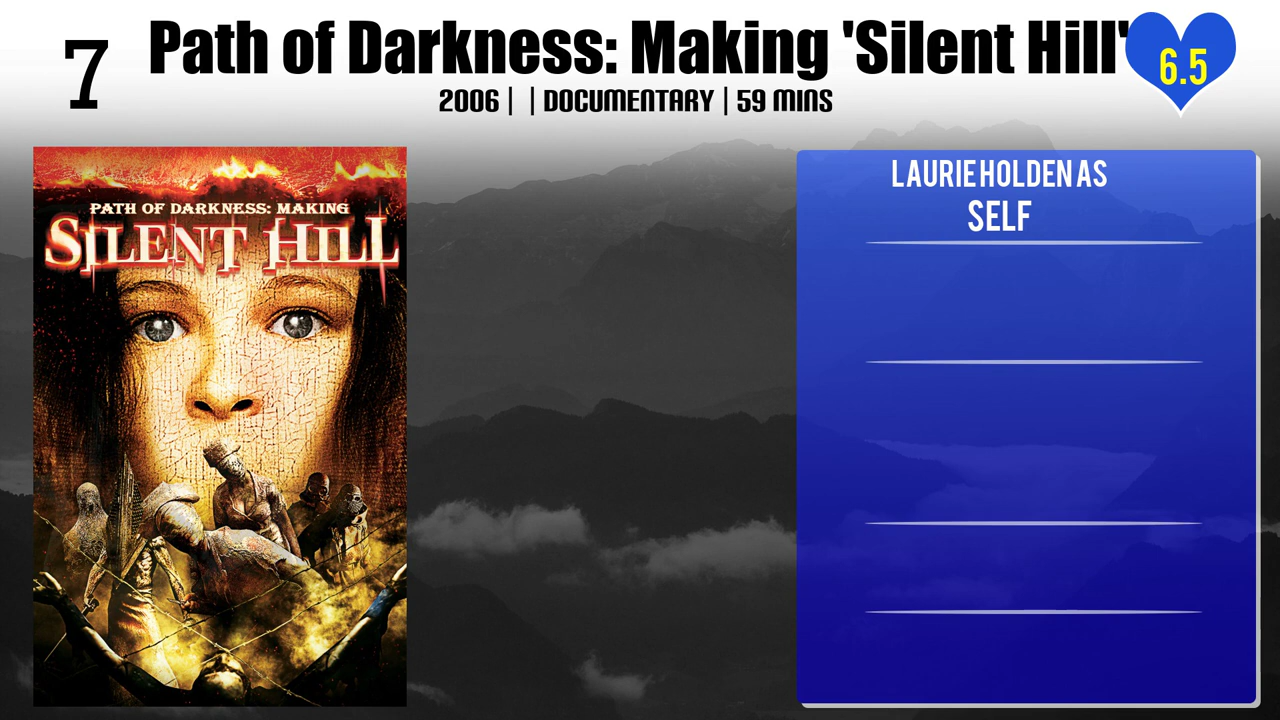 7
Path of Darkness: Making 'Silent Hill'
6.5
2006 | | DOCUMENTARY | 59 MINS
PATH OF DARKNESS: MAKING
SILENT HILL
LAURIE HOLDEN AS
SELF